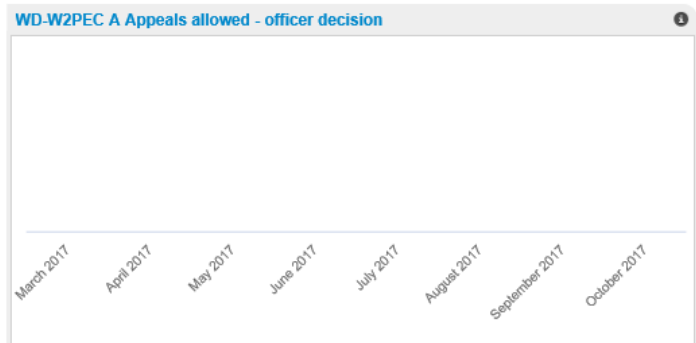 WD-W2PEC A Appeals allowed - officer decision
March 2017
April 2017
May 2017
June 2017
July 2017
August 2017
September 2017
October 2017